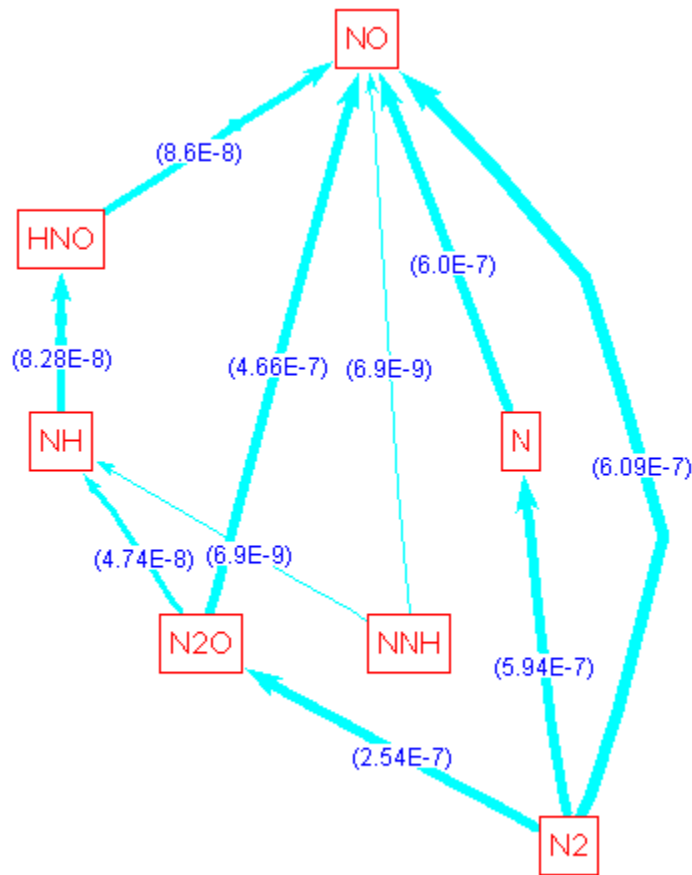 NO
(8.6E-8)
HNO
(6.0E-7)
(8.28E-8)
(4.66E-7)
(6.9E-9)
NH
N
(6.09E-7)
(4.74E-8)
(6.9E-9)
N2O
NNH
(5.94E-7)
(2.54E-7)
N2